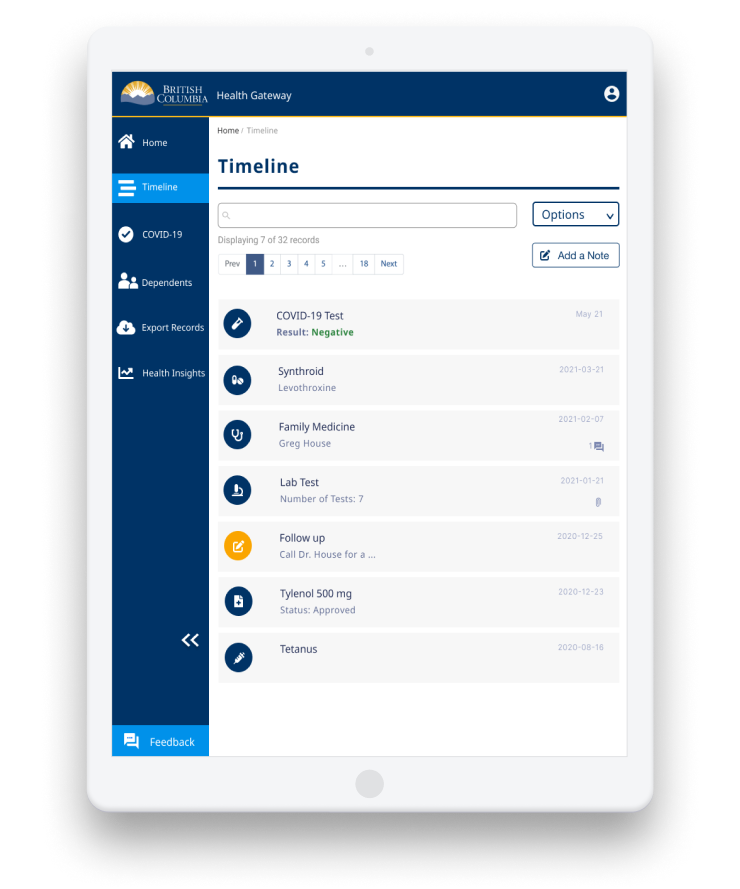 BRITISH
COLUMBIA
Health Gateway
Home
Timeline
COVID-19
Dependents
Export Records
Health Insights
Feedback
Home / Timeline
Timeline
Options
Displaying 7 of 32 records
Add a Note
Prev 1 2 3 4 5 ... 18 Next
COVID-19 Test May 21
Result: Negative
Synthroid 2021-03-21
Levothroxine
Family Medicine 2021-02-07
Greg House 1
Lab Test 2021-01-21
Number of Tests: 7
Follow up 2020-12-25
Call Dr. House for a ...
Tylenol 500 mg 2020-12-23
Status: Approved
Tetanus 2020-08-16